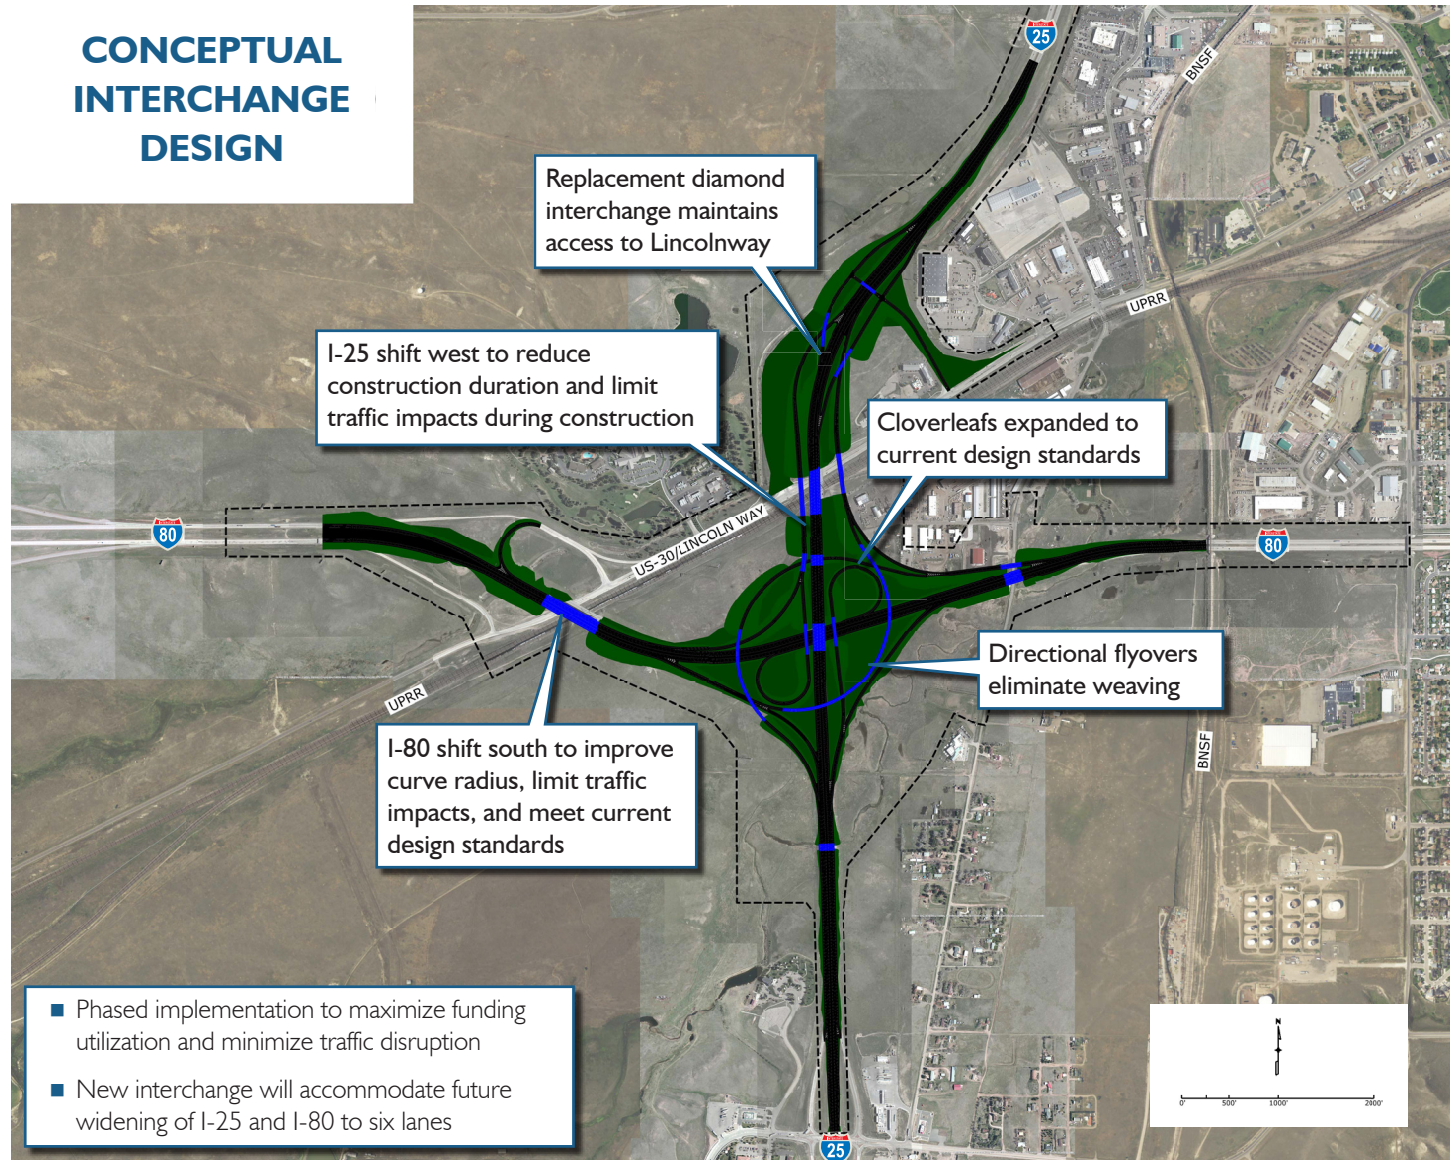 CONCEPTUAL
INTERCHANGE
DESIGN
25
BNSF
Replacement diamond
interchange maintains
access to Lincolnway
UPRR
I-25 shift west to reduce
construction duration and limit
traffic impacts during construction
Cloverleafs expanded to
current design standards
80
US-30/LINCOLN WAY
80
Directional flyovers
eliminate weaving
UPRR
BNSF
I-80 shift south to improve
curve radius, limit traffic
impacts, and meet current
design standards
■ Phased implementation to maximize funding
utilization and minimize traffic disruption
■ New interchange will accommodate future
widening of I-25 and I-80 to six lanes
N
0' 500' 1000' 2000'
25